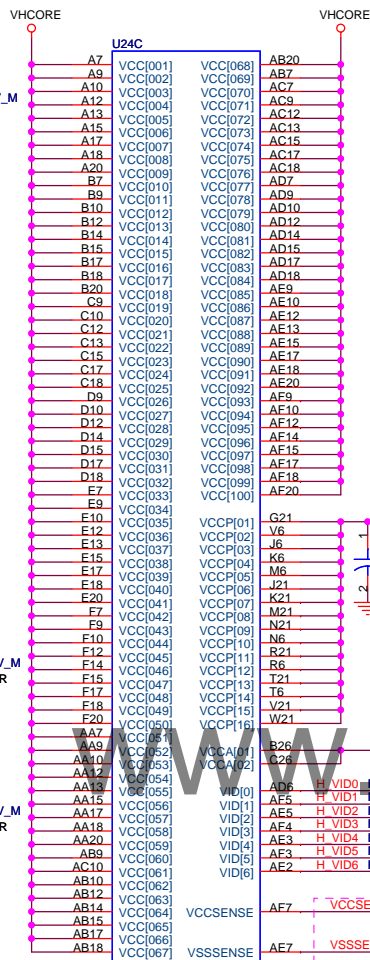 VHCORE VHCORE
U24C
A7 VCC[001] VCC[068] AB20
A9 VCC[002] VCC[069] AB7
A10 VCC[003] VCC[070] AC7
A12 VCC[004] VCC[071] AC9
A13 VCC[005] VCC[072] AC12
A15 VCC[006] VCC[073] AC13
A17 VCC[007] VCC[074] AC15
A18 VCC[008] VCC[075] AC17
A20 VCC[009] VCC[076] AC18
B7 VCC[010] VCC[077] AD7
B9 VCC[011] VCC[078] AD9
B10 VCC[012] VCC[079] AD10
B12 VCC[013] VCC[080] AD12
B14 VCC[014] VCC[081] AD14
B15 VCC[015] VCC[082] AD15
B17 VCC[016] VCC[083] AD17
B18 VCC[017] VCC[084] AD18
B20 VCC[018] VCC[085] AE9
C9 VCC[019] VCC[086] AE10
C10 VCC[020] VCC[087] AE12
C12 VCC[021] VCC[088] AE13
C13 VCC[022] VCC[089] AE15
C15 VCC[023] VCC[090] AE17
C17 VCC[024] VCC[091] AE18
C18 VCC[025] VCC[092] AE20
D9 VCC[026] VCC[093] AF9
D10 VCC[027] VCC[094] AF10
D12 VCC[028] VCC[095] AF12
D14 VCC[029] VCC[096] AF14
D15 VCC[030] VCC[097] AF15
D17 VCC[031] VCC[098] AF17
D18 VCC[032] VCC[099] AF18
E7 VCC[033] VCC[100] AF20
E9 VCC[034]
E10 VCC[035] VCCP[01] G21
E12 VCC[036] VCCP[02] V6
E13 VCC[037] VCCP[03] J6
E15 VCC[038] VCCP[04] K6
E17 VCC[039] VCCP[05] M6
E18 VCC[040] VCCP[06] J21
E20 VCC[041] VCCP[07] K21
F7 VCC[042] VCCP[08] M21
F9 VCC[043] VCCP[09] N21
F10 VCC[044] VCCP[10] N6
F12 VCC[045] VCCP[11] R21
F14 VCC[046] VCCP[12] R6
F15 VCC[047] VCCP[13] T21
F17 VCC[048] VCCP[14] T6
F18 VCC[049] VCCP[15] V21
F20 VCC[050] VCCP[16] W21
AA7 VCC[051]
AA9 VCC[052] VCCA[01] B26
AA10 VCC[053] VCCA[02] C26
AA12 VCC[054]
AA13 VCC[055] VID[0] AD6 H_VID0
AA15 VCC[056] VID[1] AF5 H_VID1
AA17 VCC[057] VID[2] AE5 H_VID2
AA18 VCC[058] VID[3] AF4 H_VID3
AA20 VCC[059] VID[4] AE3 H_VID4
AB9 VCC[060] VID[5] AF3 H_VID5
AC10 VCC[061] VID[6] AE2 H_VID6
AB10 VCC[062]
AB12 VCC[063]
AB14 VCC[064] VCCSENSE AF7 VCCSE
AB15 VCC[065]
AB17 VCC[066]
AB18 VCC[067] VSSSENSE AE7 VSSSE
1
2
_M
_M
R
_M
R
www.